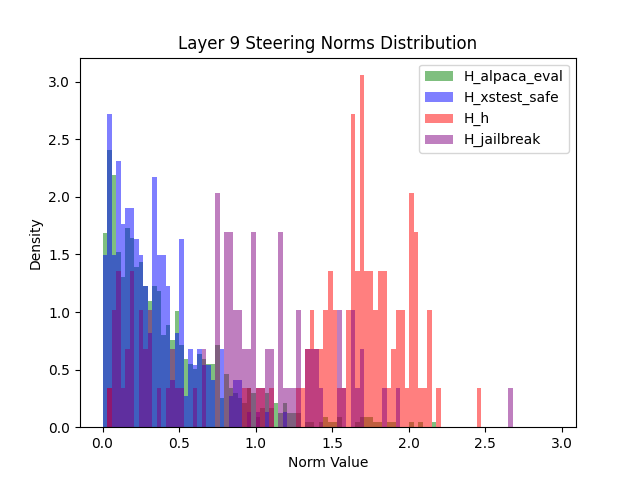 Layer 9 Steering Norms Distribution
H_alpaca_eval
H_xstest_safe
H_h
H_jailbreak
Density
3.0
2.5
2.0
1.5
1.0
0.5
0.0
0.0 0.5 1.0 1.5 2.0 2.5 3.0
Norm Value